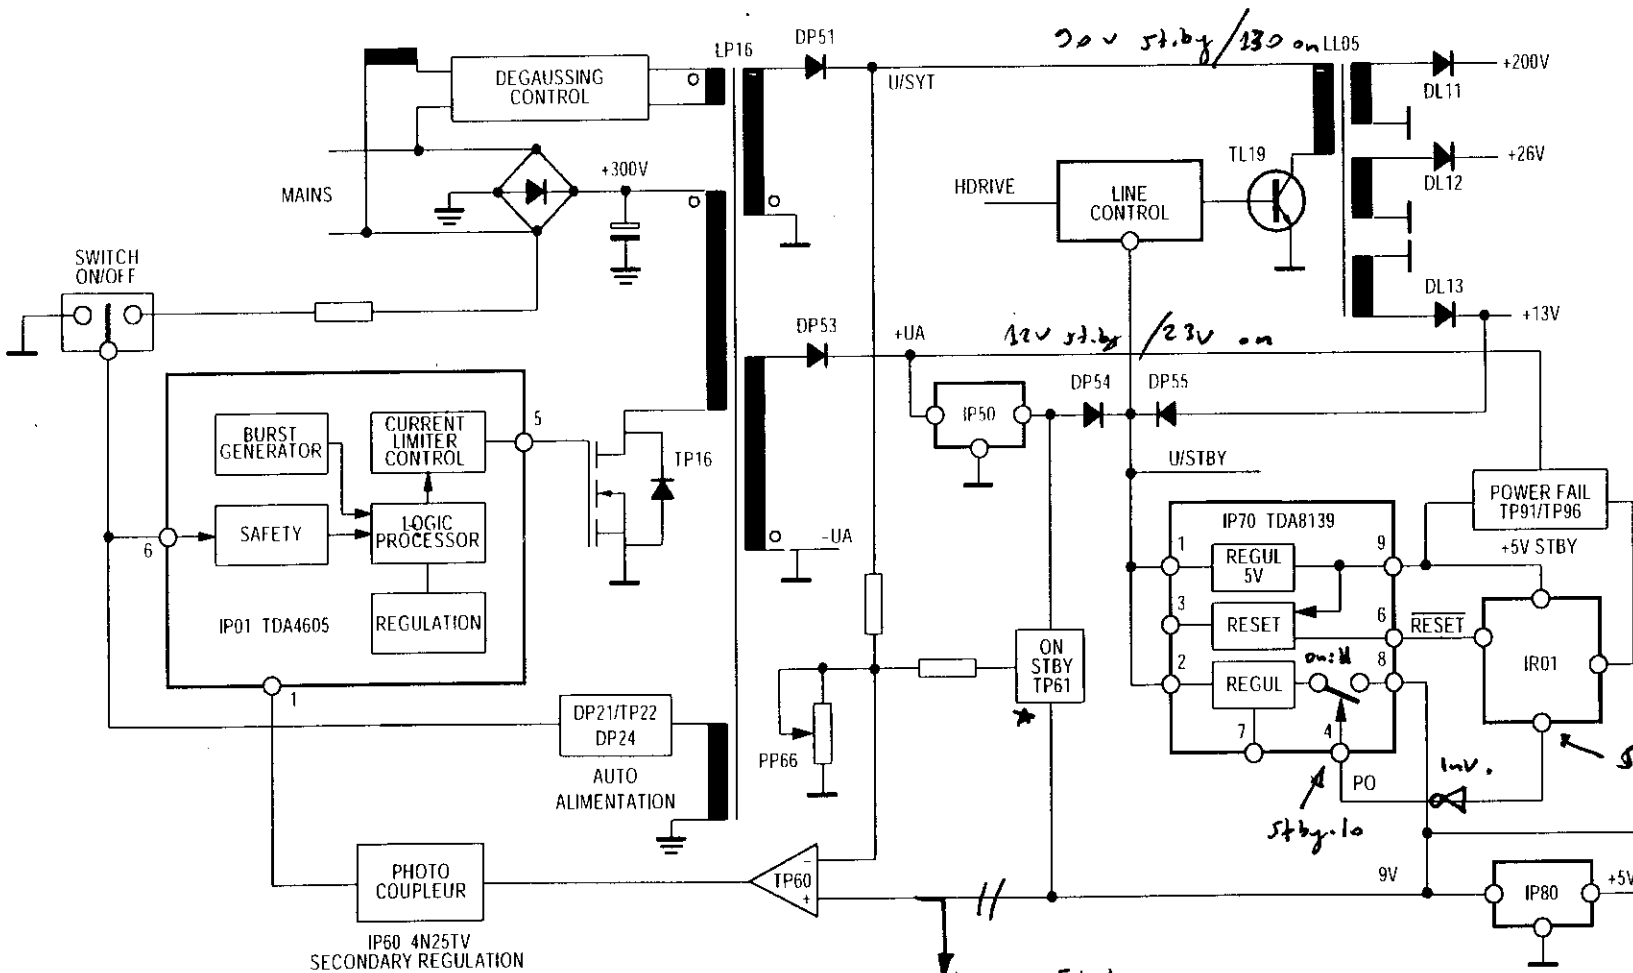 90v st.by/130 on
LP16
DP51
LL05
+200V
DEGAUSSING
CONTROL
U/SYT
DL11
TL19
+26V
+300V
DL12
MAINS
HDRIVE
LINE
CONTROL
SWITCH
ON/OFF
DL13
+13V
DP53
+UA
12v st.by/23v on
DP54
DP55
IP50
5
BURST
GENERATOR
CURRENT
LIMITER
CONTROL
TP16
U/STBY
POWER FAIL
TP91/TP96
IP70 TDA8139
SAFETY
LOGIC
PROCESSOR
6
-UA
1
REGUL
5V
9
+5V STBY
3
RESET
6
RESET
IP01 TDA4605
REGULATION
ON
STBY
TP61
on:H
2
REGUL
8
IR01
1
DP21/TP22
DP24
7
4
PP66
PO
Inv.
AUTO
ALIMENTATION
stby.lo
PHOTO
COUPLEUR
TP60
-
+
9V
IP80
+5V
IP60 4N25TV
SECONDARY REGULATION